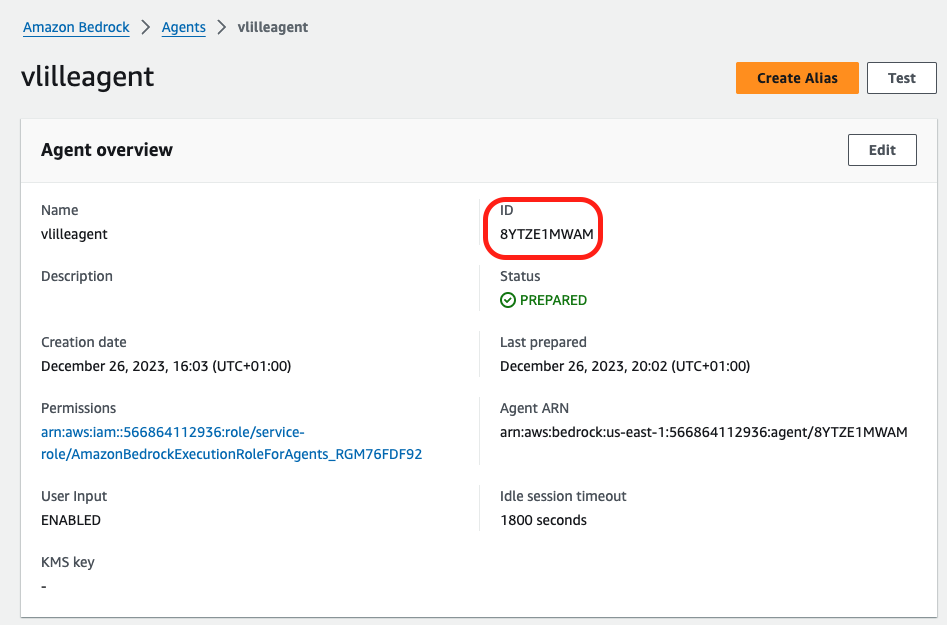 Amazon Bedrock > Agents > vlilleagent
vlilleagent
Create Alias
Test
Agent overview
Edit
Name
vlilleagent
ID
8YTZE1MWAM
Description
Status
PREPARED
Creation date
December 26, 2023, 16:03 (UTC+01:00)
Last prepared
December 26, 2023, 20:02 (UTC+01:00)
Permissions
arn:aws:iam::566864112936:role/service-
role/AmazonBedrockExecutionRoleForAgents_RGM76FDF92
Agent ARN
arn:aws:bedrock:us-east-1:566864112936:agent/8YTZE1MWAM
User Input
ENABLED
Idle session timeout
1800 seconds
KMS key
-